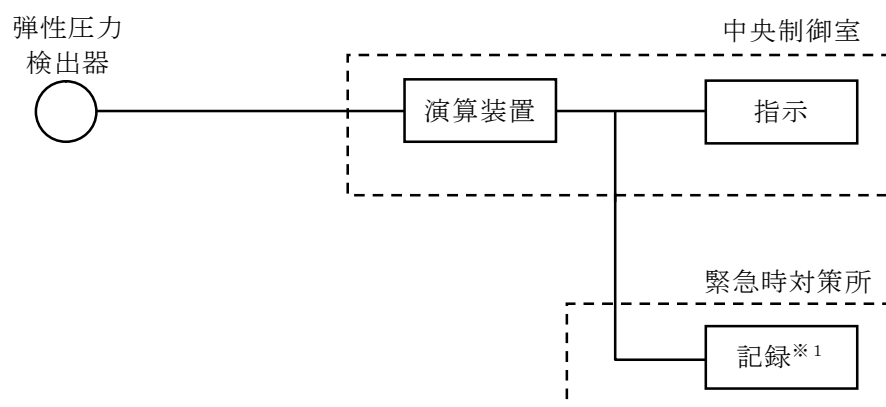 弾性圧力
検出器
中央制御室
演算装置
指示
緊急時対策所
記録※1